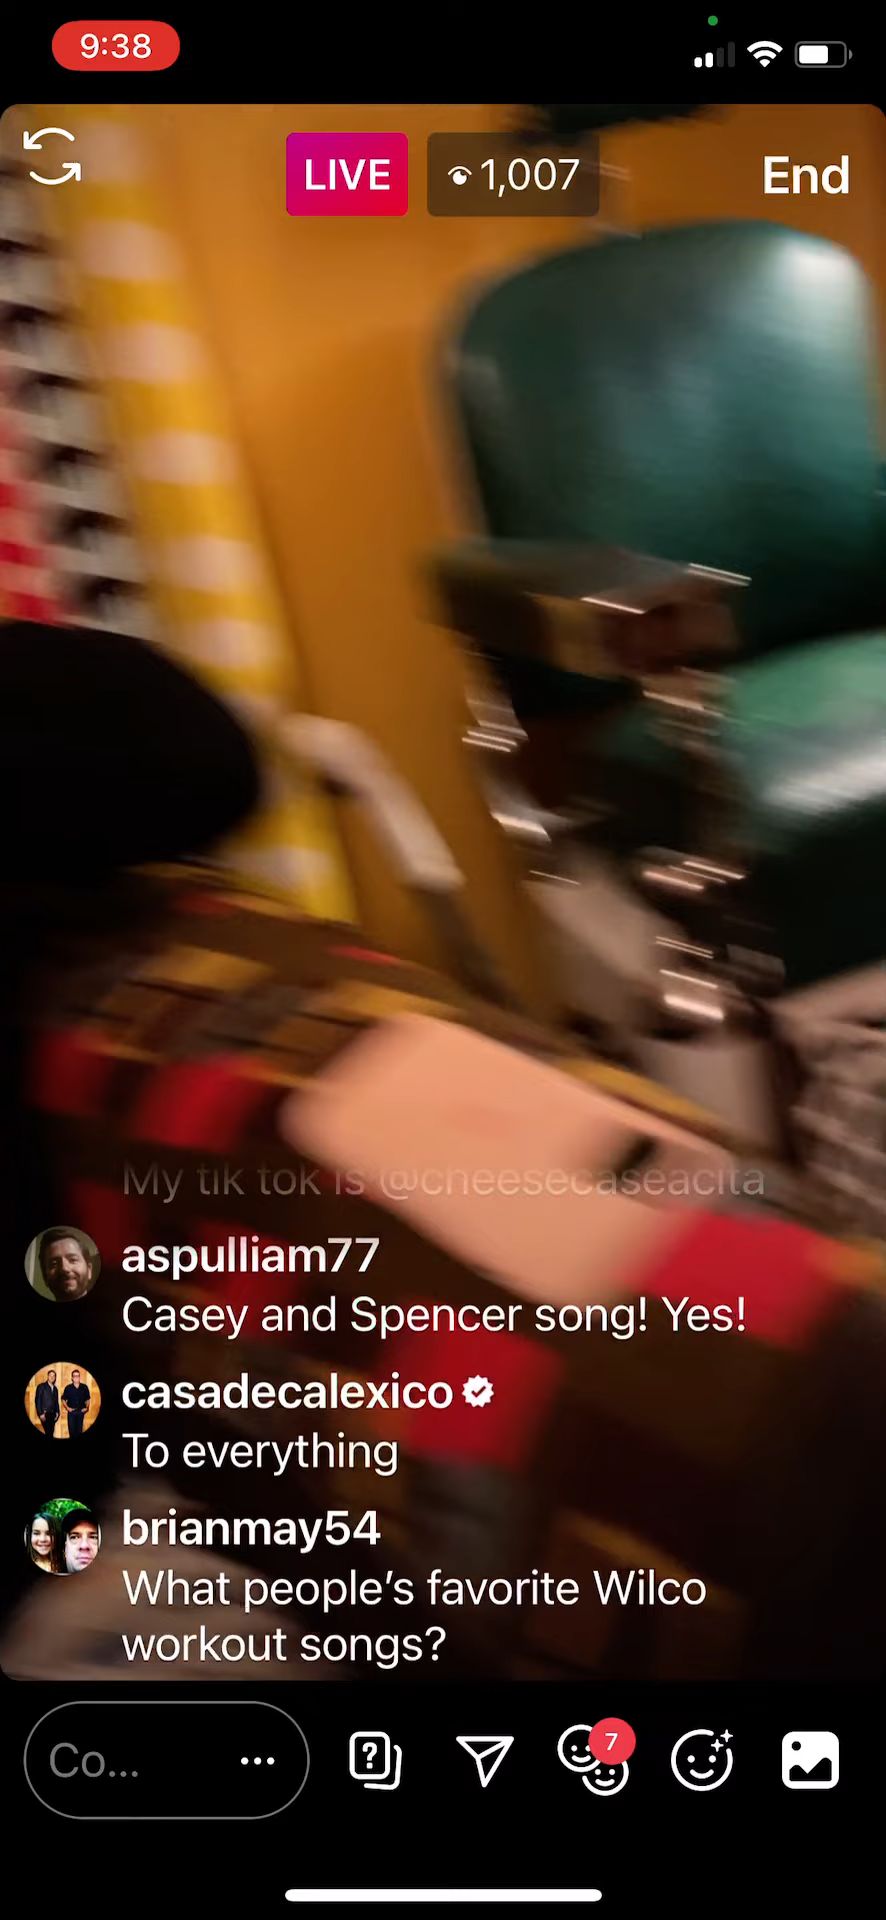 9:38
LIVE
1,007
End
My tik tok is @cheesecaseacita
aspulliam77
Casey and Spencer song! Yes!
casadecalexico
To everything
brianmay54
What people’s favorite Wilco
workout songs?
Co...
7